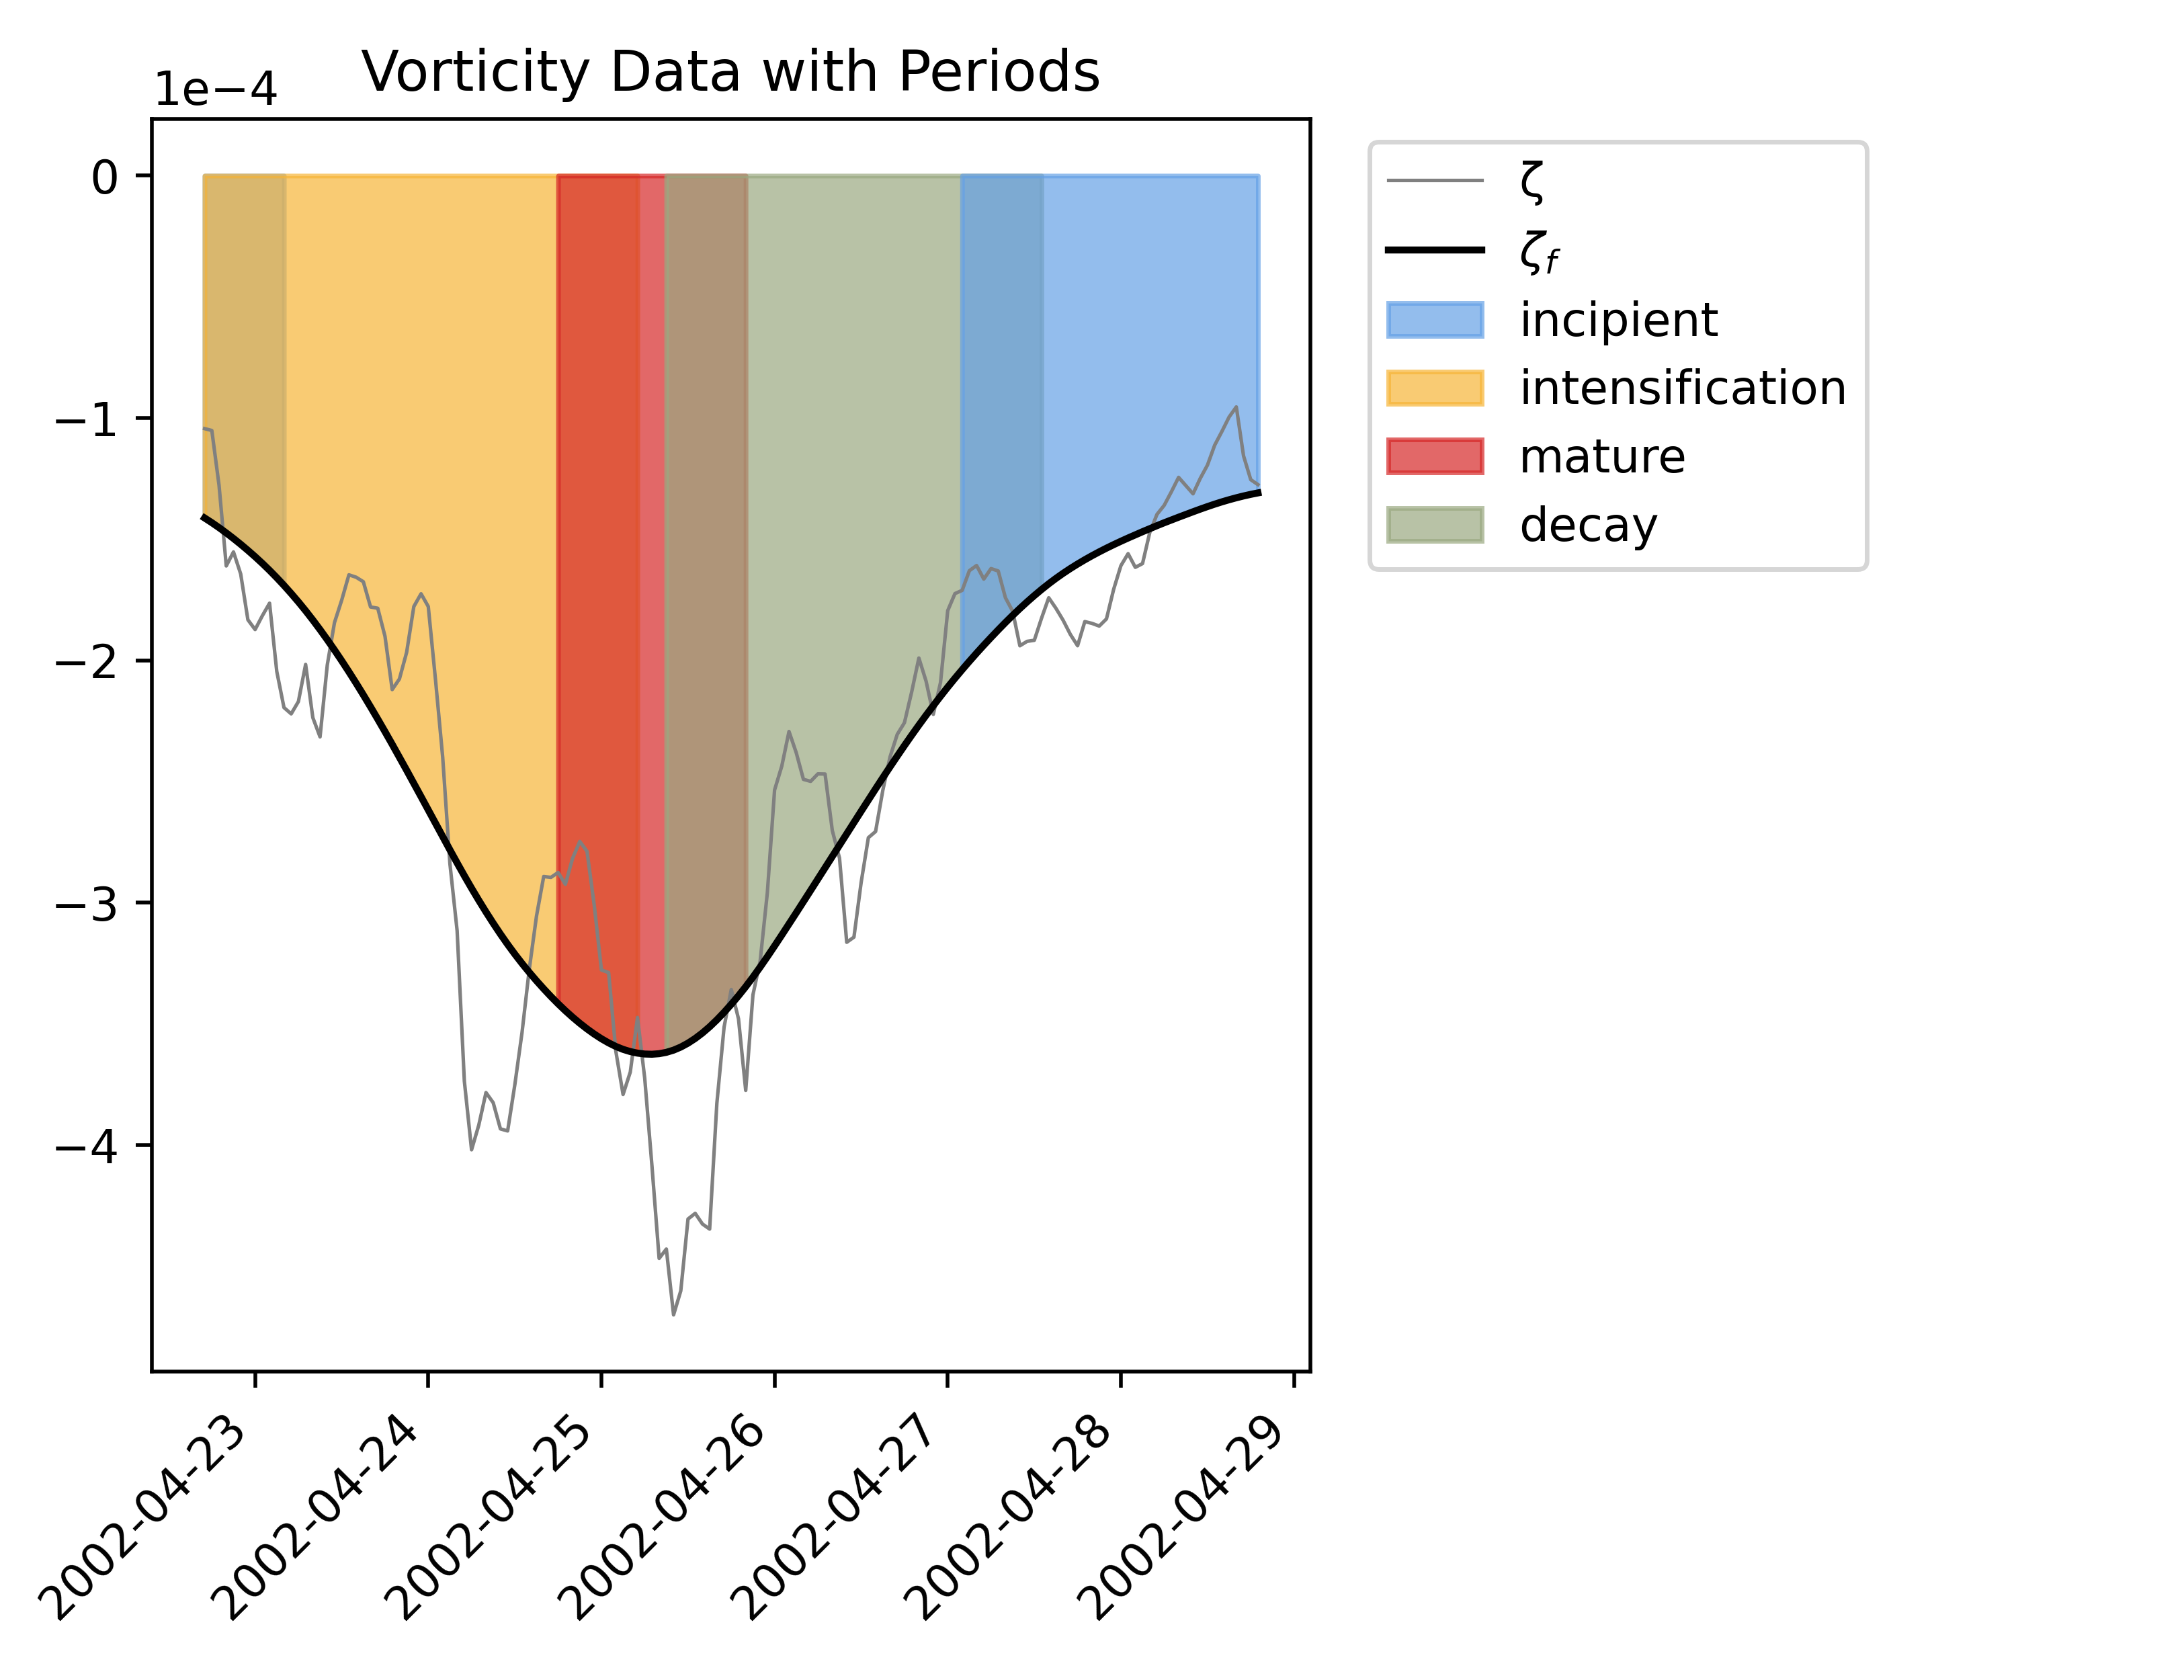 Vorticity Data with Periods
1e−4
0
−1
−2
−3
−4
2002-04-23
2002-04-24
2002-04-25
2002-04-26
2002-04-27
2002-04-28
2002-04-29
ζ
ζf
incipient
intensification
mature
decay